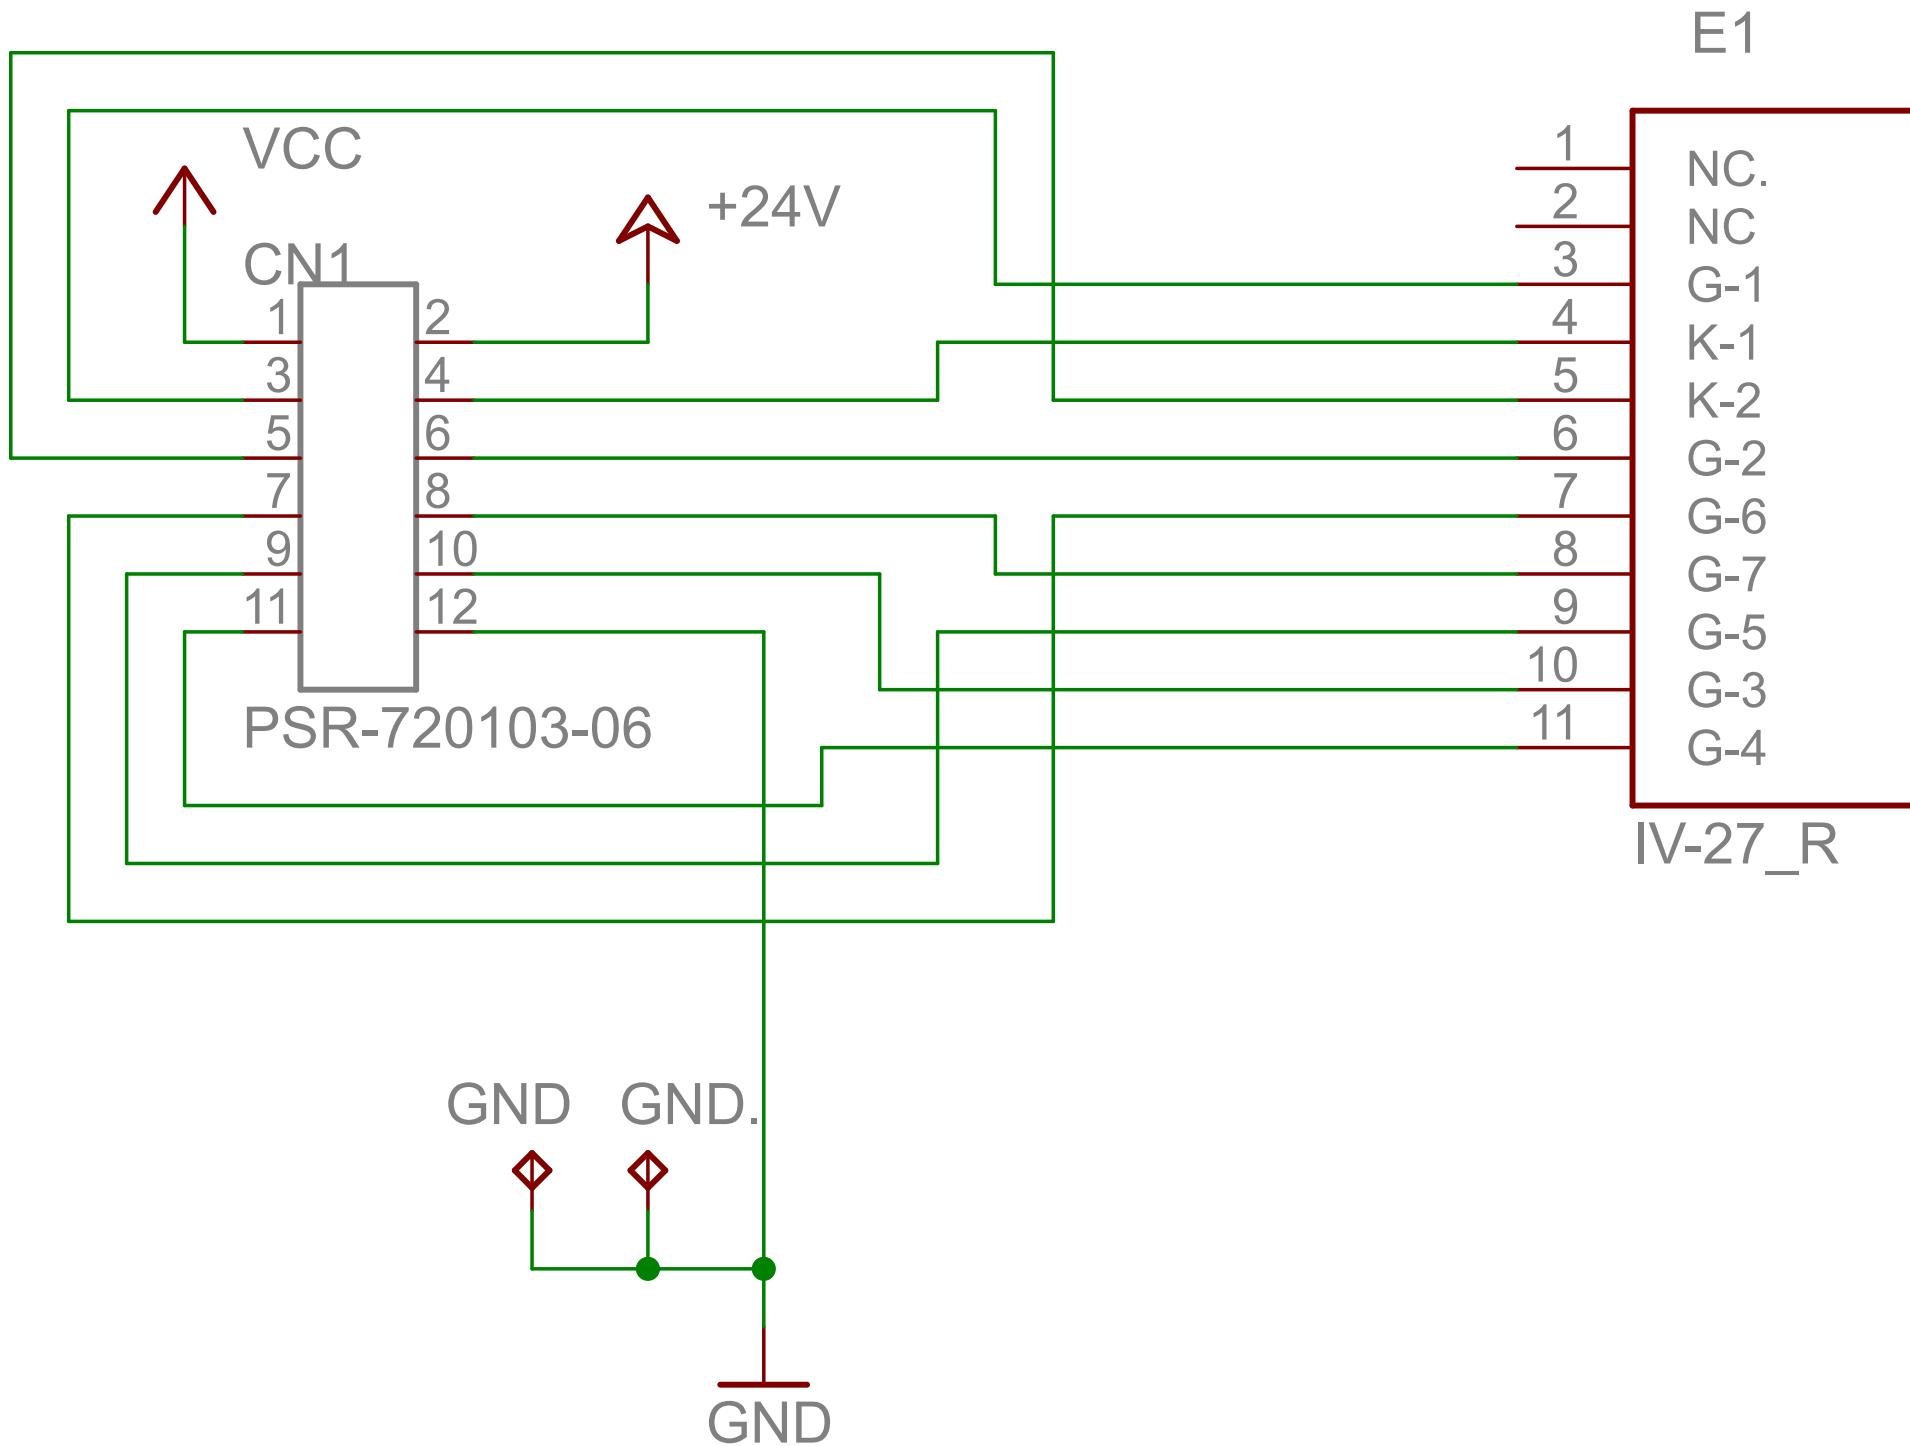 E1
VCC
+24V
CN1
1 2
3 4
5 6
7 8
9 10
11 12
PSR-720103-06
1 NC.
2 NC
3 G-1
4 K-1
5 K-2
6 G-2
7 G-6
8 G-7
9 G-5
10 G-3
11 G-4
IV-27_R
GND GND.
GND